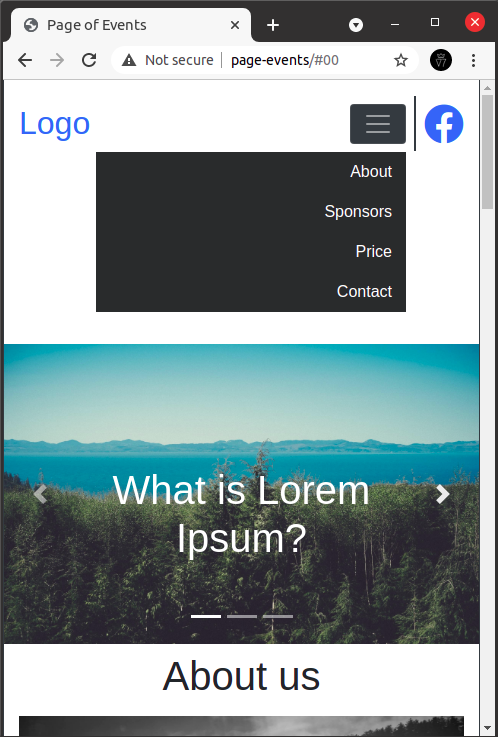 Page of Events
Not secure | page-events/#00
Logo
About
Sponsors
Price
Contact
What is Lorem
Ipsum?
About us